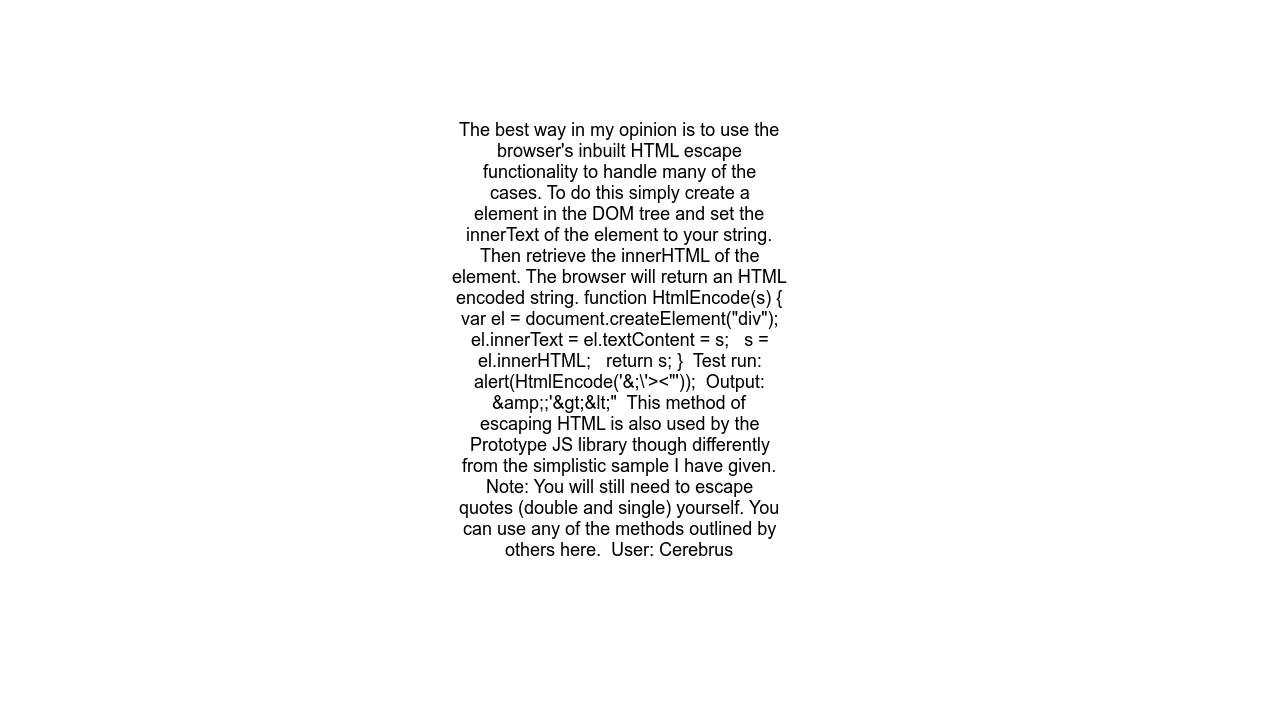 The best way in my opinion is to use the
browser's inbuilt HTML escape
functionality to handle many of the
cases. To do this simply create a
element in the DOM tree and set the
innerText of the element to your string.
Then retrieve the innerHTML of the
element. The browser will return an HTML
encoded string. function HtmlEncode(s) {
var el = document.createElement("div");
el.innerText = el.textContent = s;   s =
el.innerHTML;   return s; }  Test run:
alert(HtmlEncode('&;\'><"'));  Output:
&amp;;'&gt;&lt;"  This method of
escaping HTML is also used by the
Prototype JS library though differently
from the simplistic sample I have given.
Note: You will still need to escape
quotes (double and single) yourself. You
can use any of the methods outlined by
others here.  User: Cerebrus